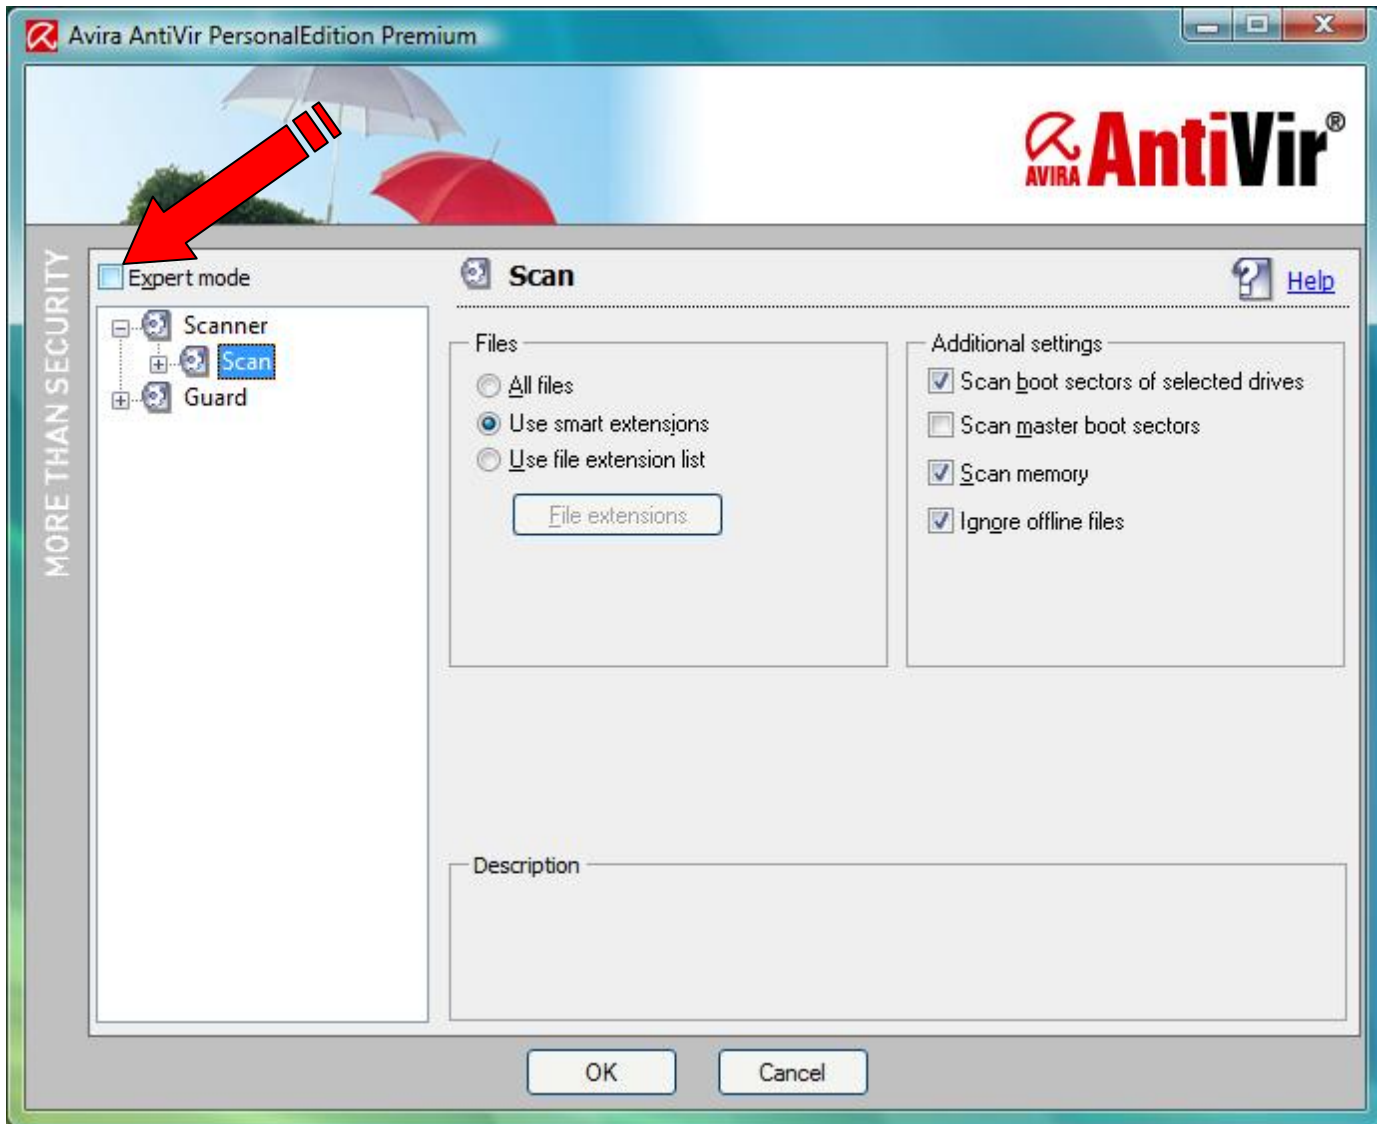 Avira AntiVir PersonalEdition Premium
AVIRA AntiVir®
MORE THAN SECURITY
Expert mode
Scanner
Scan
Guard
Scan
Help
Files
All files
Use smart extensions
Use file extension list
File extensions
Additional settings
Scan boot sectors of selected drives
Scan master boot sectors
Scan memory
Ignore offline files
Description
OK
Cancel